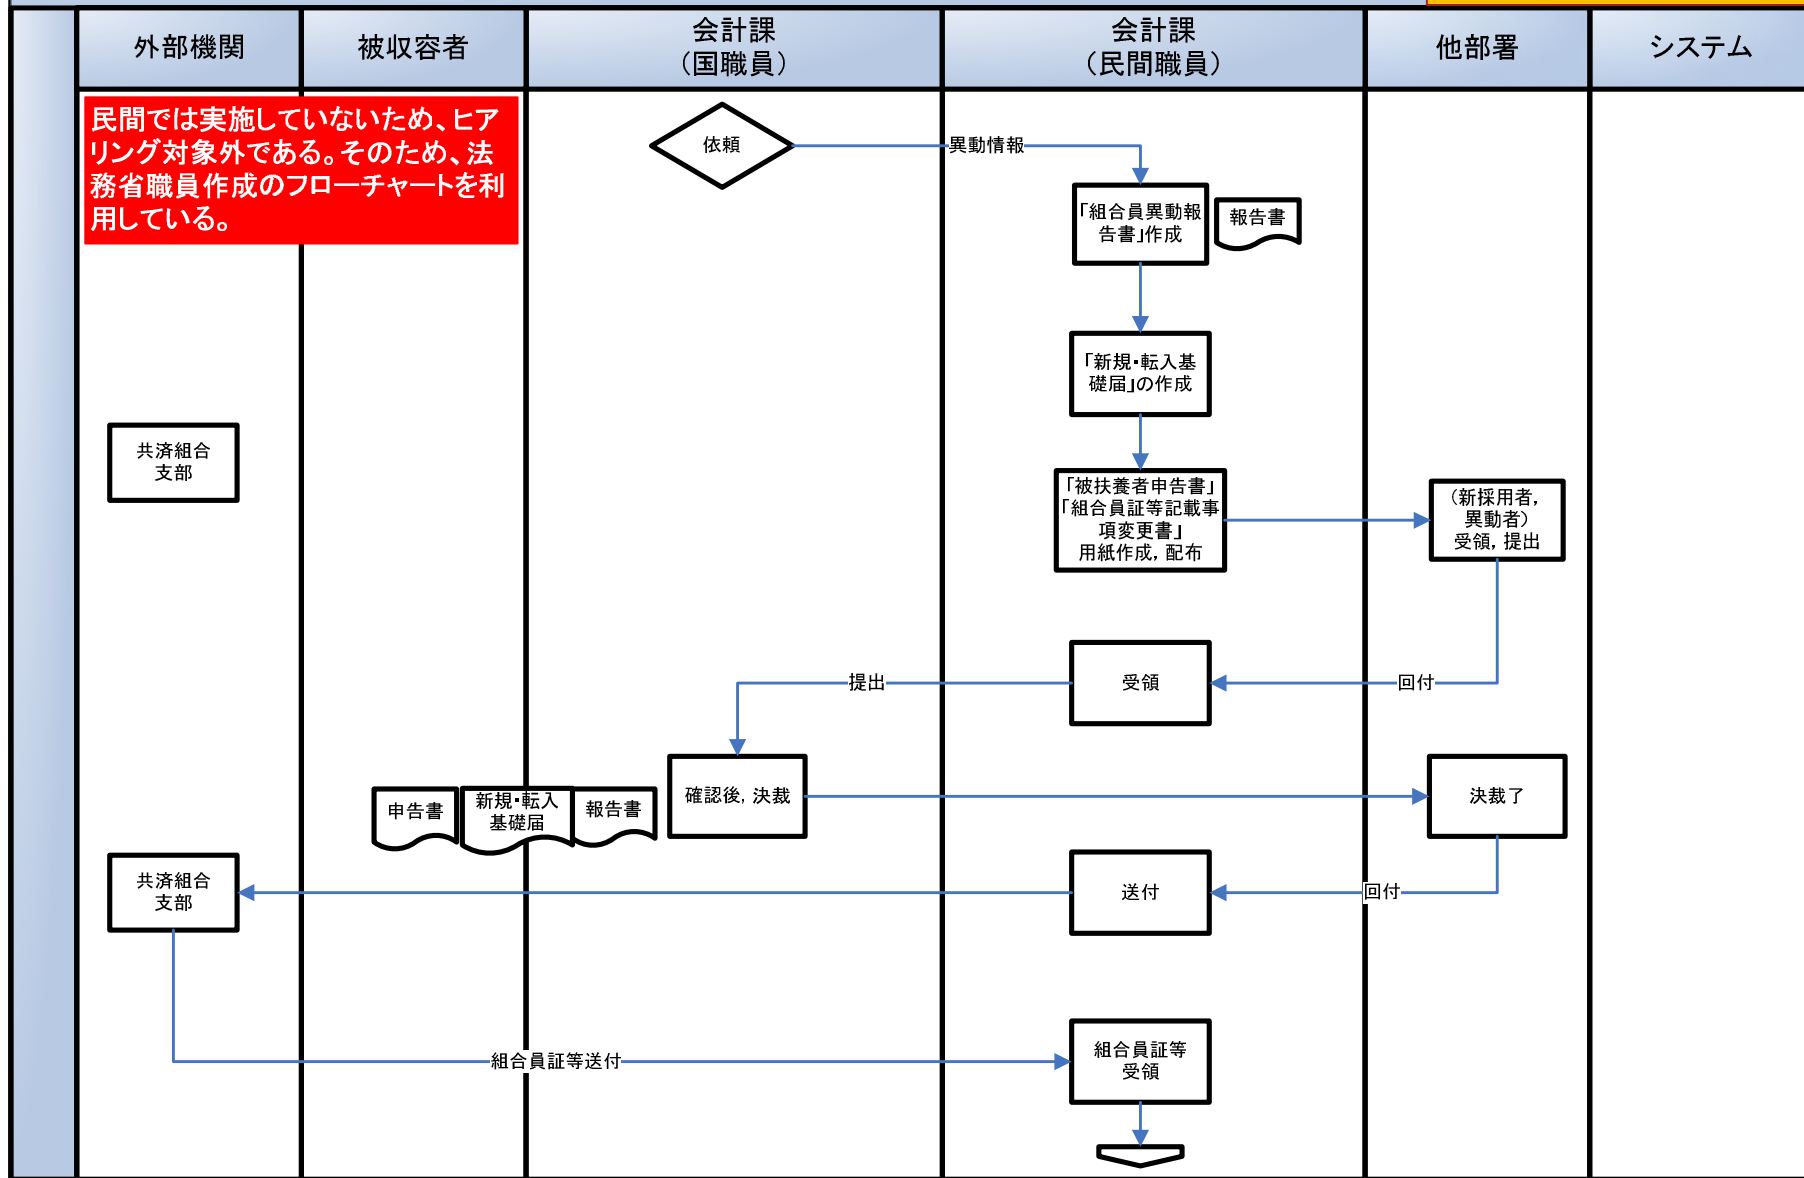 外部機関
被収容者
会計課
（国職員）
会計課
（民間職員）
他部署
システム
民間では実施していないため、ヒア
リング対象外である。そのため、法
務省職員作成のフローチャートを利
用している。
依頼
異動情報
「組合員異動報
告書」作成
報告書
「新規・転入基
礎届」の作成
共済組合
支部
「被扶養者申告書」
「組合員証等記載事
項変更書」
用紙作成，配布
（新採用者，
異動者）
受領，提出
提出
受領
回付
申告書
新規・転入
基礎届
報告書
確認後，決裁
決裁了
共済組合
支部
送付
回付
組合員証等送付
組合員証等
受領